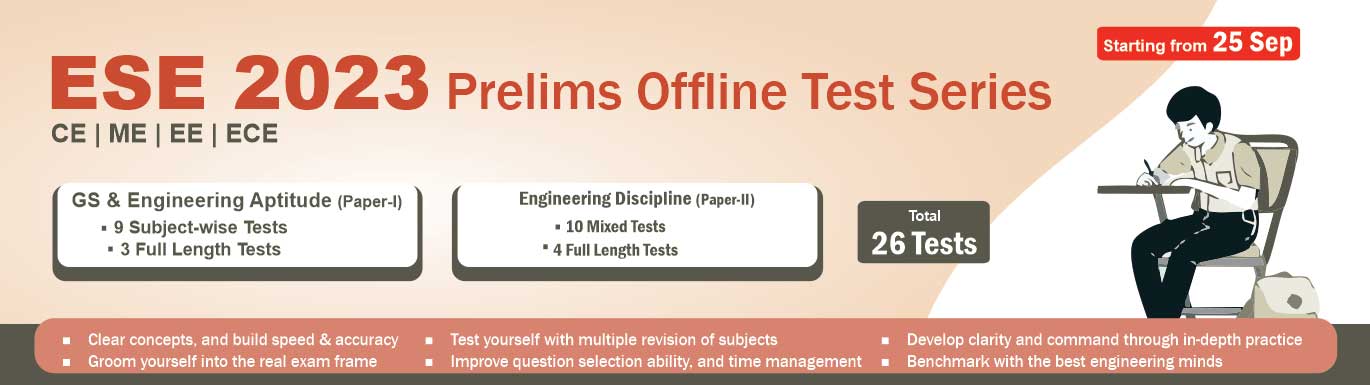 Starting from 25 Sep
ESE 2023 Prelims Offline Test Series
CE | ME | EE | ECE
GS & Engineering Aptitude (Paper-I)
▪ 9 Subject-wise Tests
▪ 3 Full Length Tests
Engineering Discipline (Paper-II)
▪ 10 Mixed Tests
▪ 4 Full Length Tests
Total
26 Tests
▪ Clear concepts, and build speed & accuracy
▪ Groom yourself into the real exam frame
▪ Test yourself with multiple revision of subjects
▪ Improve question selection ability, and time management
▪ Develop clarity and command through in-depth practice
▪ Benchmark with the best engineering minds